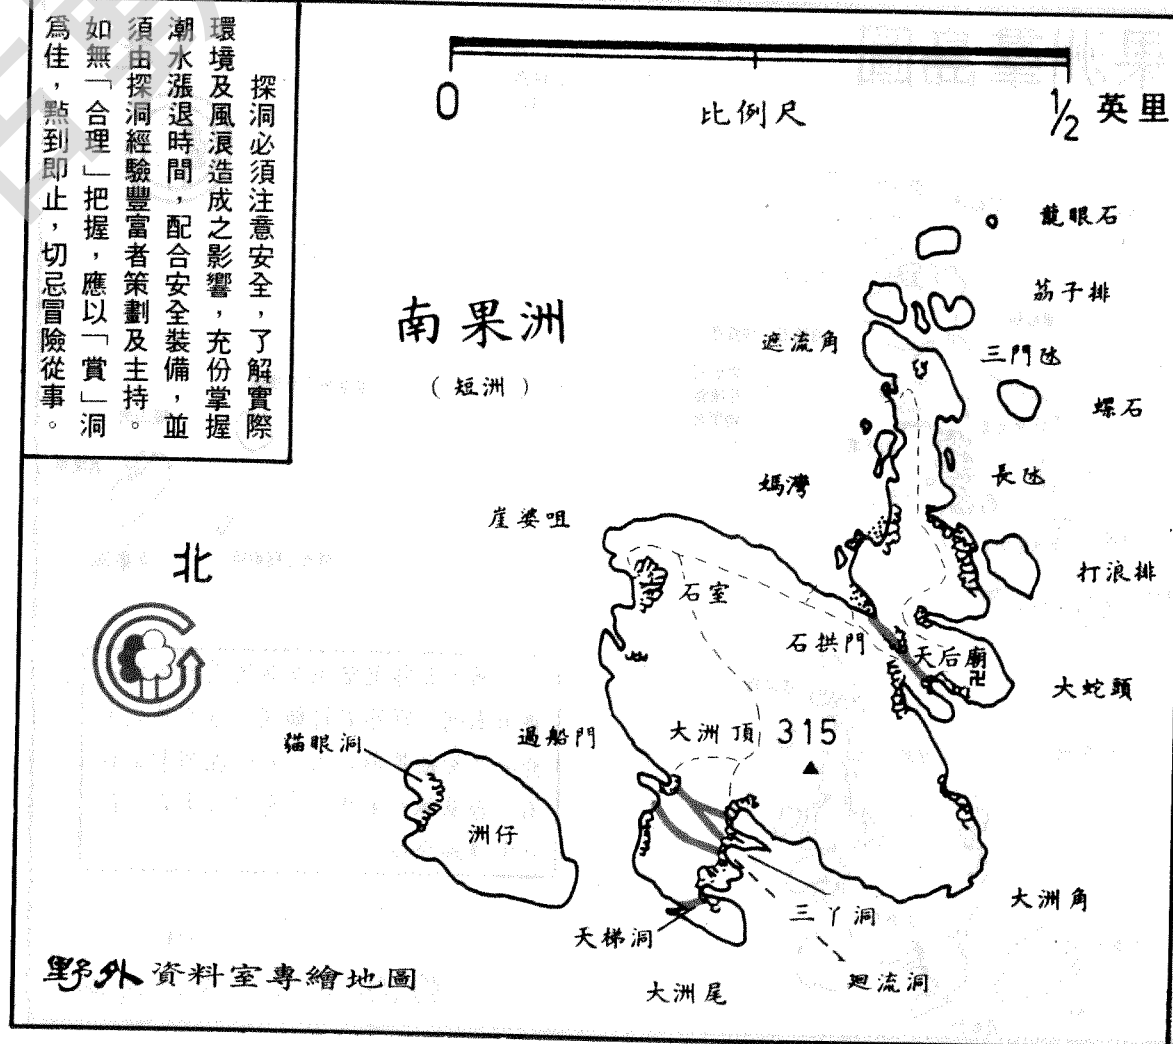 探洞必須注意安全，了解實際
環境及風浪造成之影響，充份掌握
潮水漲退時間，配合安全裝備，並
須由探洞經驗豐富者策劃及主持。
如無「合理」把握，應以「賞」洞
爲佳，點到即止，切忌冒險從事。
0
比例尺
1/2 英里
南果洲
（短洲）
龍眼石
荔子排
遮流角
三門氹
螺石
媽灣
長氹
崖婆咀
打浪排
北
石室
石拱門
天后廟
卍
大蛇頭
大洲頂 315
過船門
貓眼洞
洲仔
大洲角
三丫洞
天梯洞
迴流洞
大洲尾
野外資料室專繪地圖